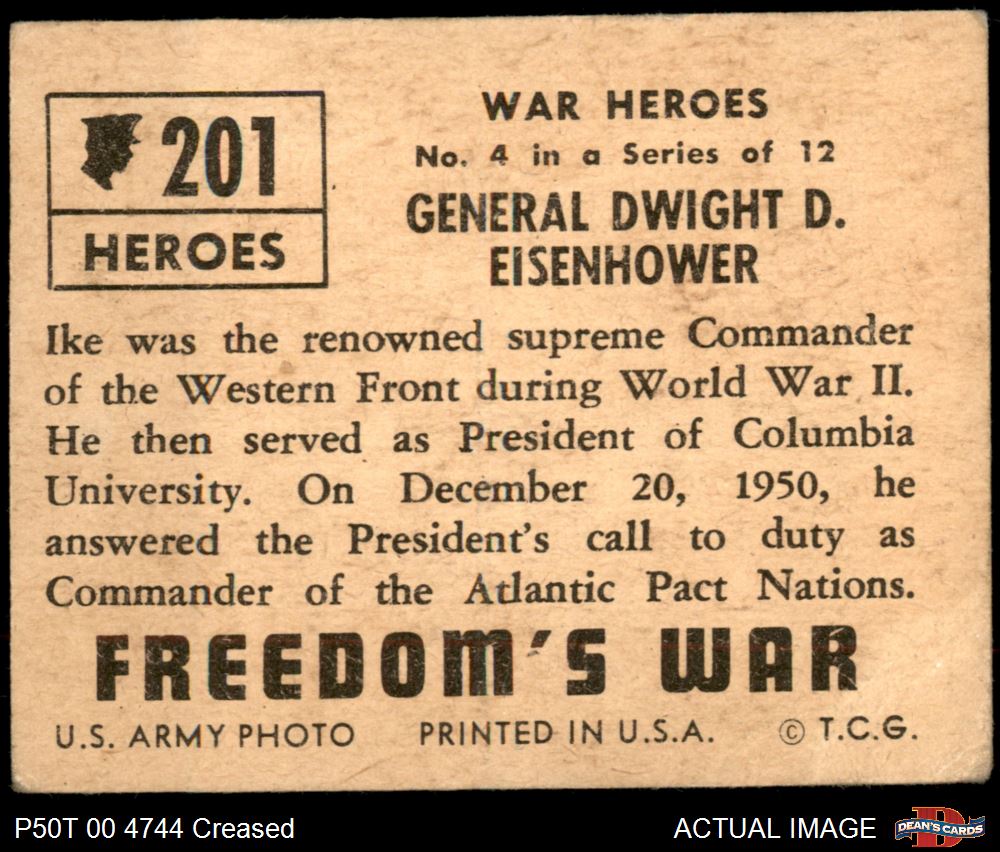 201
HEROES
WAR HEROES
No. 4 in a Series of 12
GENERAL DWIGHT D.
EISENHOWER
Ike was the renowned supreme Commander
of the Western Front during World War II.
He then served as President of Columbia
University. On December 20, 1950, he
answered the President's call to duty as
Commander of the Atlantic Pact Nations.
FREEDOM'S WAR
U.S. ARMY PHOTO PRINTED IN U.S.A. © T.C.G.
P50T 00 4744 Creased ACTUAL IMAGE DEAN'S CARDS